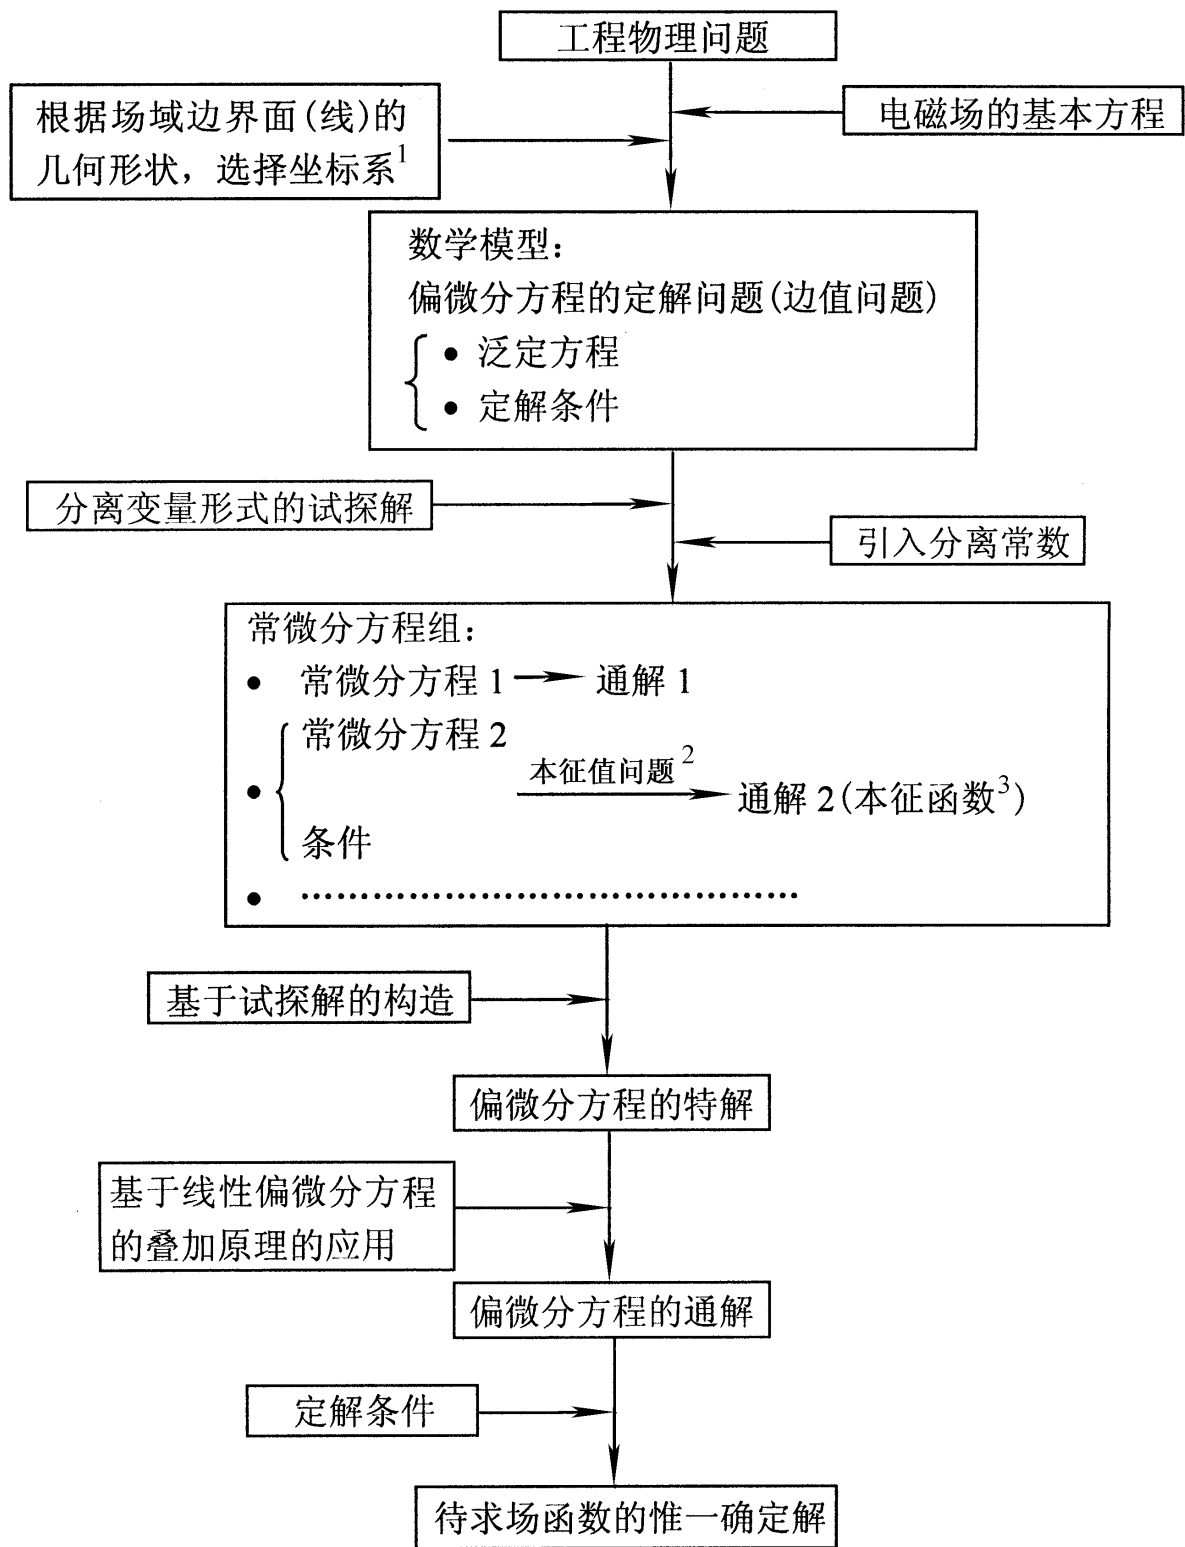 工程物理问题
电磁场的基本方程
根据场域边界面(线)的
几何形状，选择坐标系1
数学模型：
偏微分方程的定解问题(边值问题)
• 泛定方程
• 定解条件
分离变量形式的试探解
引入分离常数
常微分方程组：
• 常微分方程 1 → 通解 1
常微分方程 2
本征值问题2
• 通解 2(本征函数3)
条件
• ……………………………………
基于试探解的构造
偏微分方程的特解
基于线性偏微分方程
的叠加原理的应用
偏微分方程的通解
定解条件
待求场函数的惟一确定解